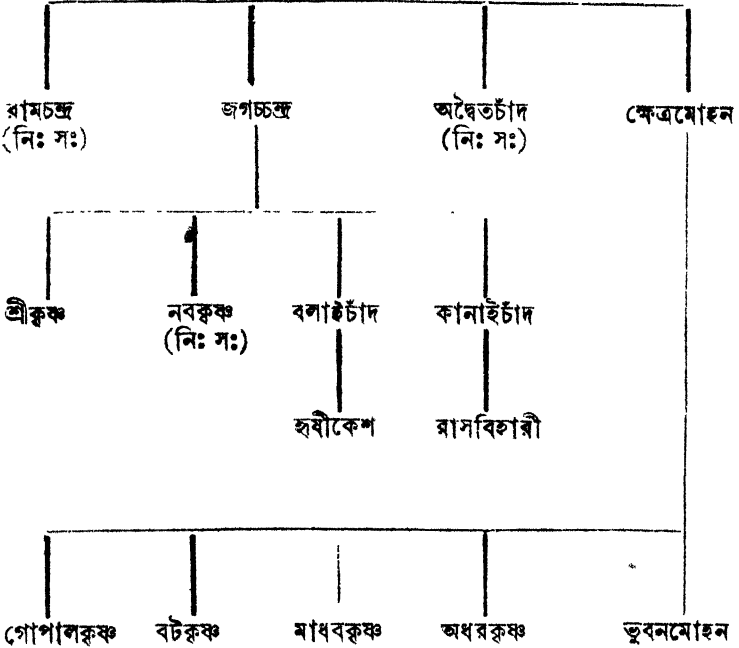 রামচন্দ্র জগচ্চন্দ্র অদ্বৈতচাঁদ ক্ষেত্রমোহন
(নিঃ সঃ) (নিঃ সঃ)
শ্রীকৃষ্ণ নবকৃষ্ণ বলাইচাঁদ কানাইচাঁদ
(নিঃ সঃ)
হৃষীকেশ রাসবিহারী
গোপালকৃষ্ণ বটকৃষ্ণ মাধবকৃষ্ণ অধরকৃষ্ণ ভুবনমোহন